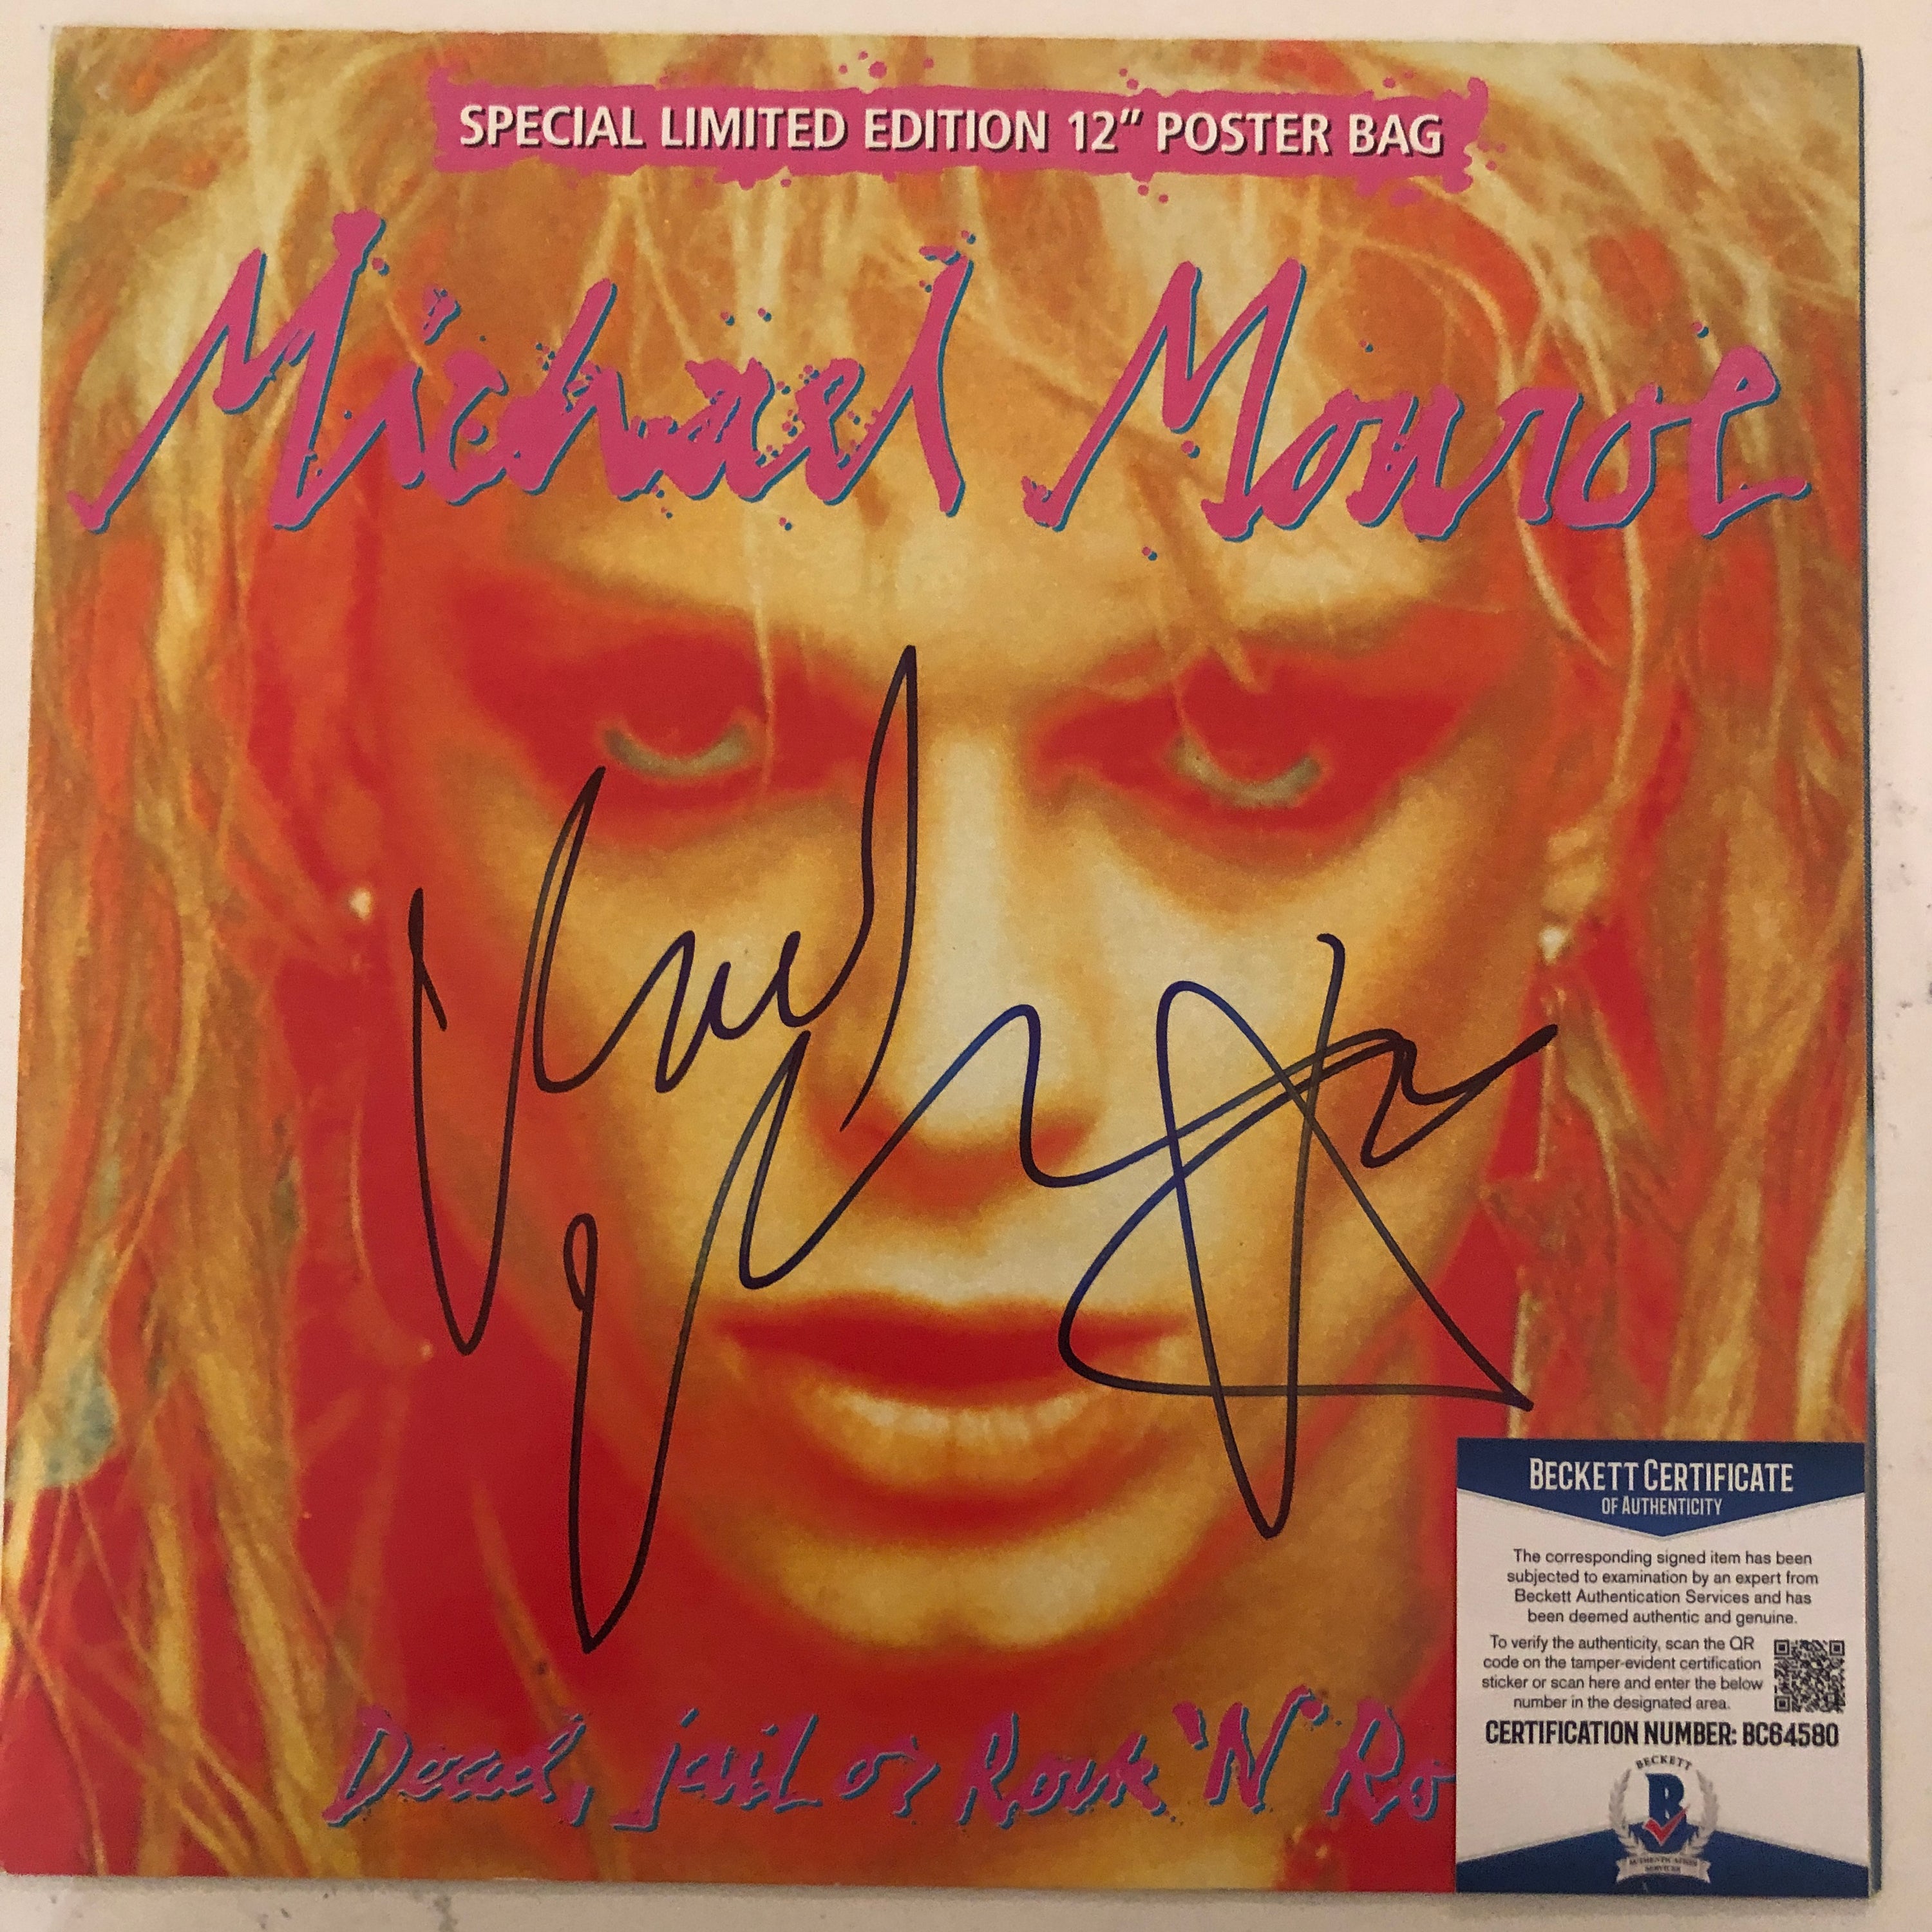 SPECIAL LIMITED EDITION 12" POSTER BAG
Michael Monroe
Dead, jail or Rock 'N' Ro
BECKETT CERTIFICATE
OF AUTHENTICITY
The corresponding signed item has been
subjected to examination by an expert from
Beckett Authentication Services and has
been deemed authentic and genuine.
To verify the authenticity, scan the QR
code on the tamper-evident certification
sticker or scan here and enter the below
number in the designated area.
CERTIFICATION NUMBER: BC64580
BECKETT
B
AUTHENTICATION
SERVICES